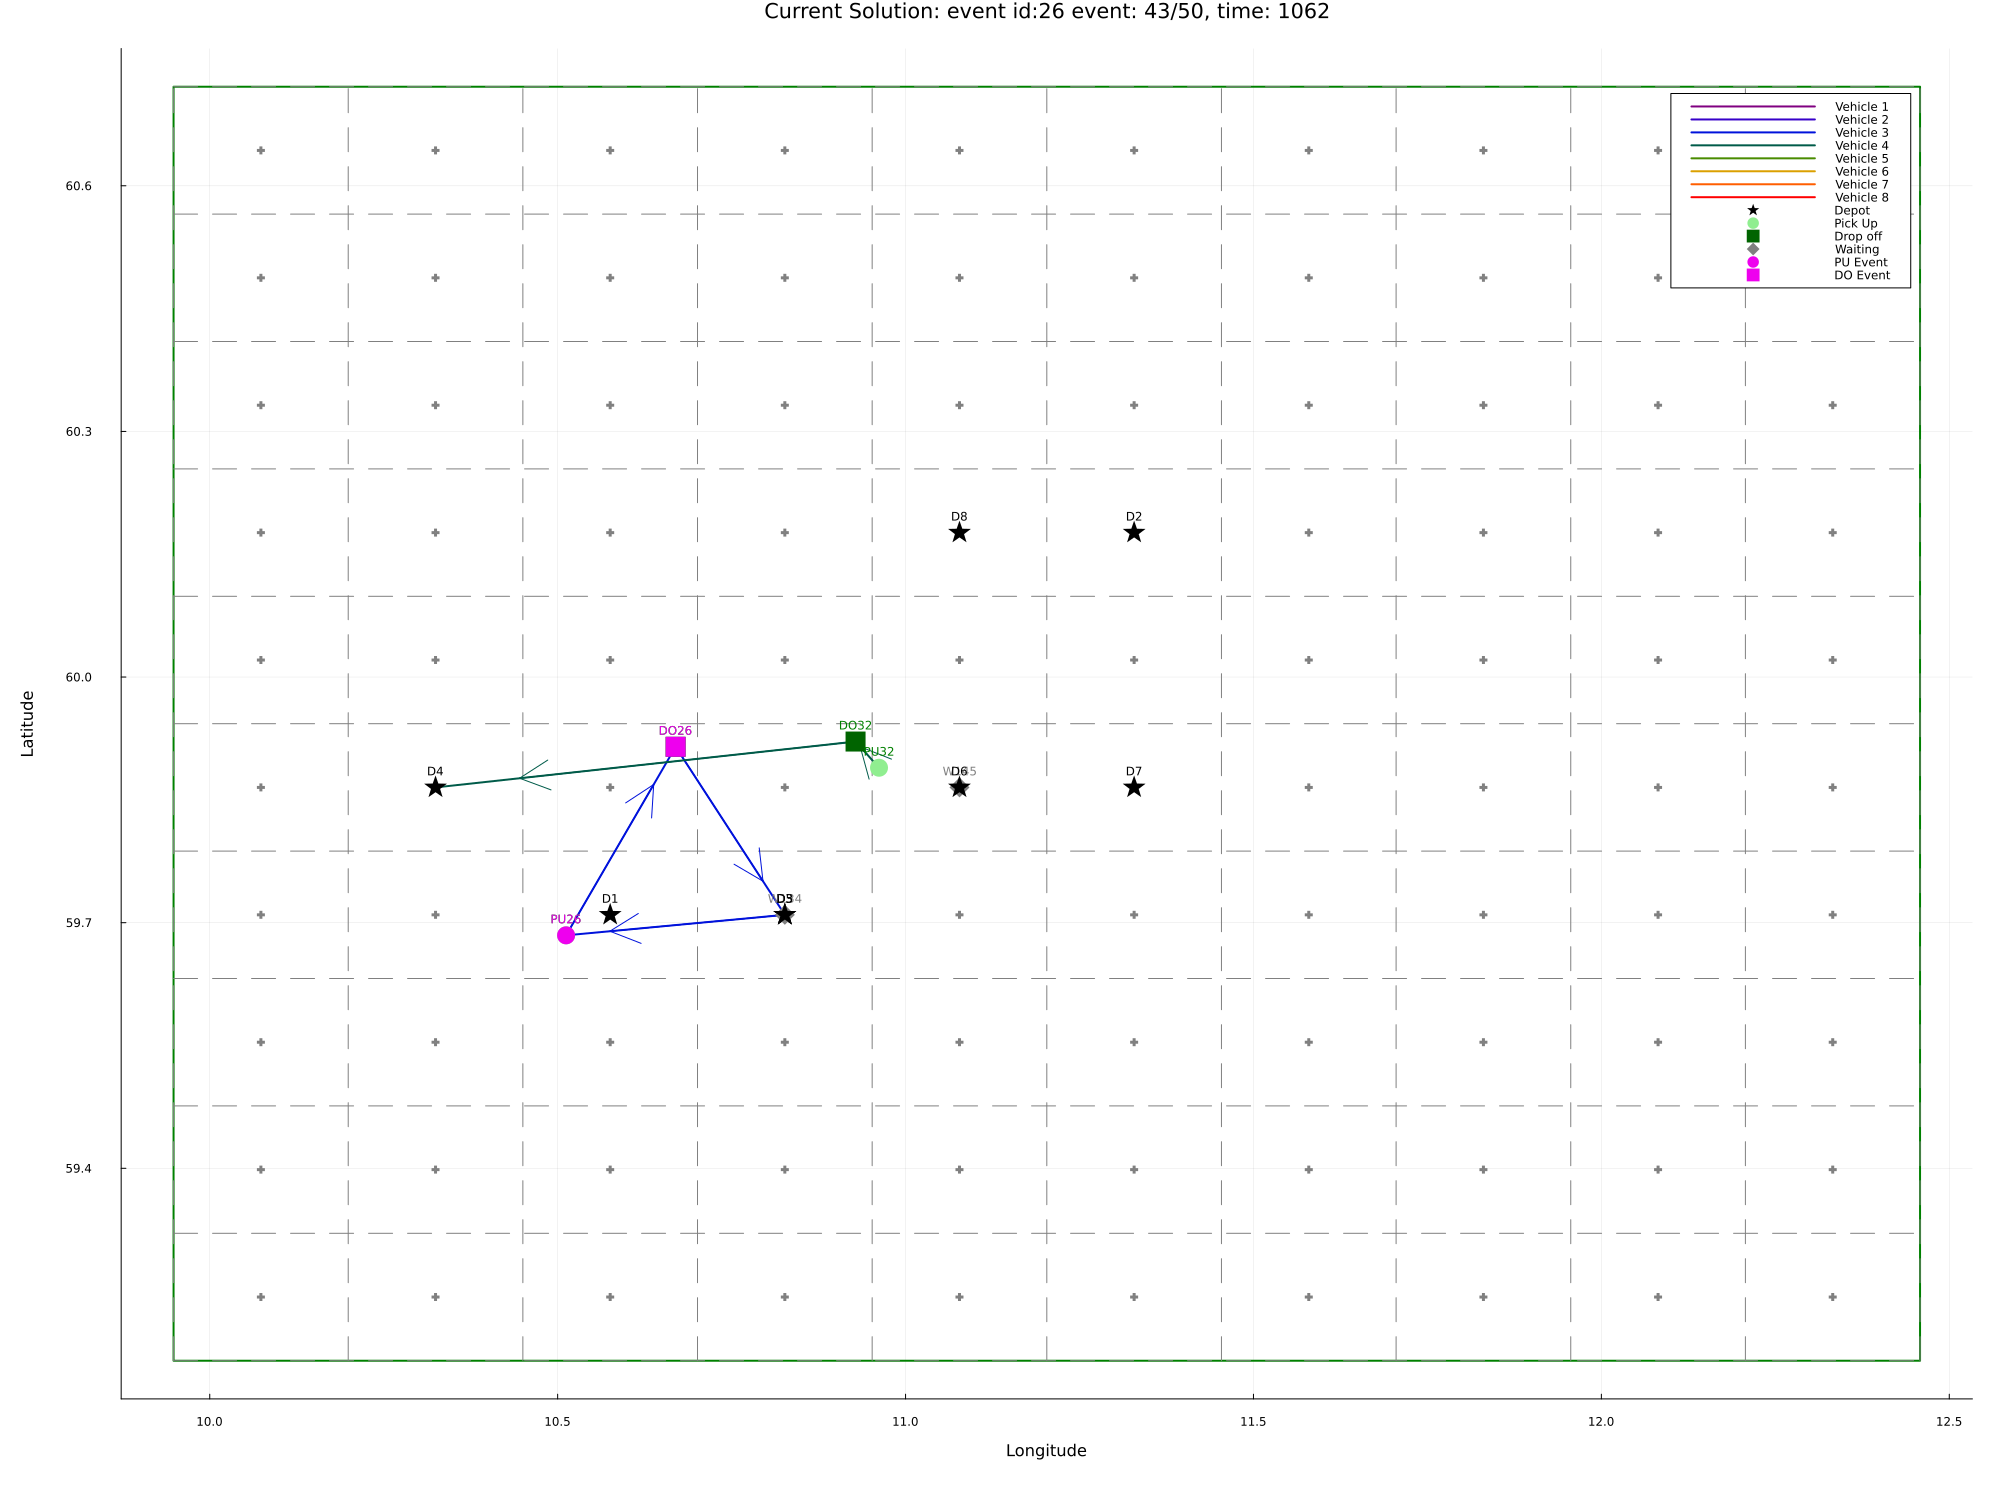 Current Solution: event id:26 event: 43/50, time: 1062
Vehicle 1
Vehicle 2
Vehicle 3
Vehicle 4
Vehicle 5
Vehicle 6
Vehicle 7
Vehicle 8
Depot
Pick Up
Drop off
Waiting
PU Event
DO Event
60.6
60.3
60.0
59.7
59.4
Latitude
D8
D2
DO32
DO26
PU32
D4
D6
D7
D1
PU26
10.0
10.5
11.0
11.5
12.0
12.5
Longitude